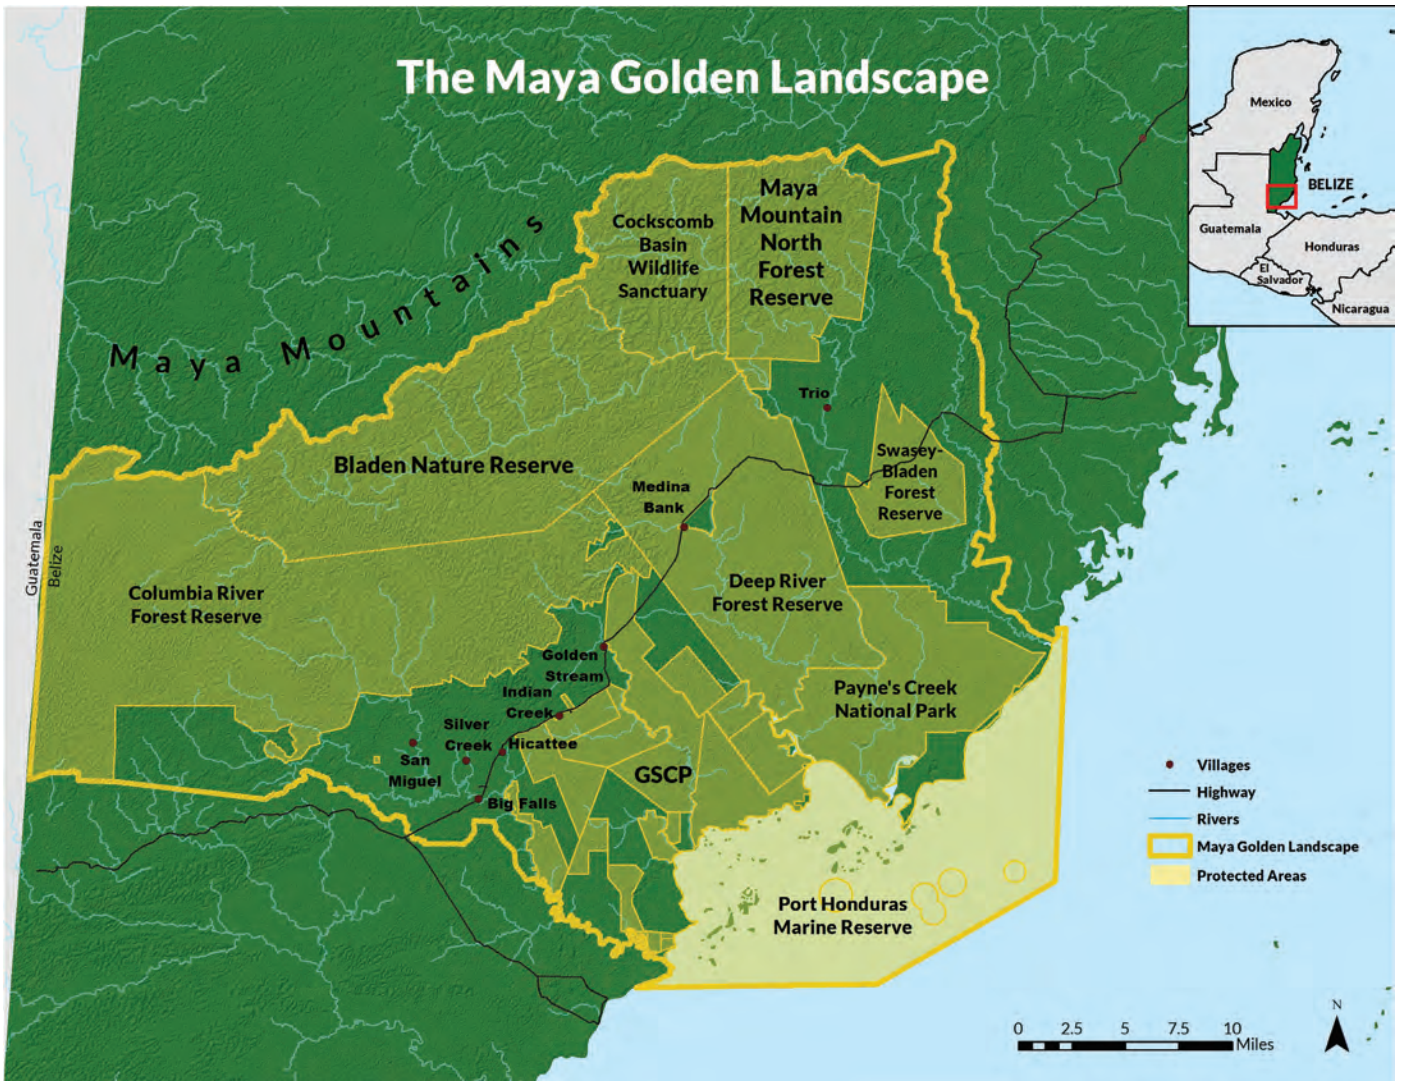 The Maya Golden Landscape
Mexico
BELIZE
Guatemala
Honduras
El
Salvador
Nicaragua
Maya Mountains
Cockscomb
Basin
Wildlife
Sanctuary
Maya
Mountain
North
Forest
Reserve
Trio
Swasey-
Bladen
Forest
Reserve
Bladen Nature Reserve
Medina
Bank
Guatemala
Belize
Columbia River
Forest Reserve
Deep River
Forest Reserve
Golden
Stream
Indian
Creek
Silver
Creek
Hicattee
San
Miguel
Big Falls
GSCP
Payne's Creek
National Park
Port Honduras
Marine Reserve
Villages
Highway
Rivers
Maya Golden Landscape
Protected Areas
N
0 2.5 5 7.5 10
Miles